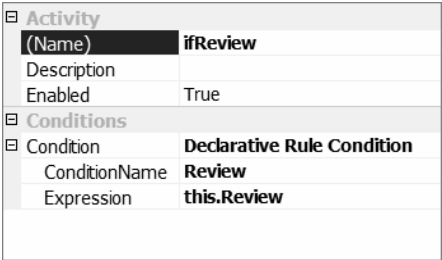 Activity
(Name) ifReview
Description
Enabled True
Conditions
Condition Declarative Rule Condition
ConditionName Review
Expression this.Review